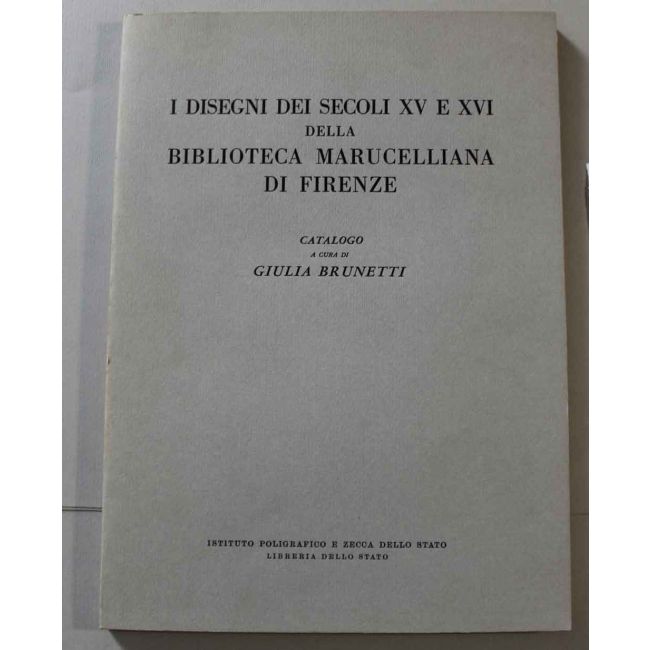 I DISEGNI DEI SECOLI XV E XVI
DELLA
BIBLIOTECA MARUCELLIANA
DI FIRENZE
CATALOGO
A CURA DI
GIULIA BRUNETTI
ISTITUTO POLIGRAFICO E ZECCA DELLO STATO
LIBRERIA DELLO STATO